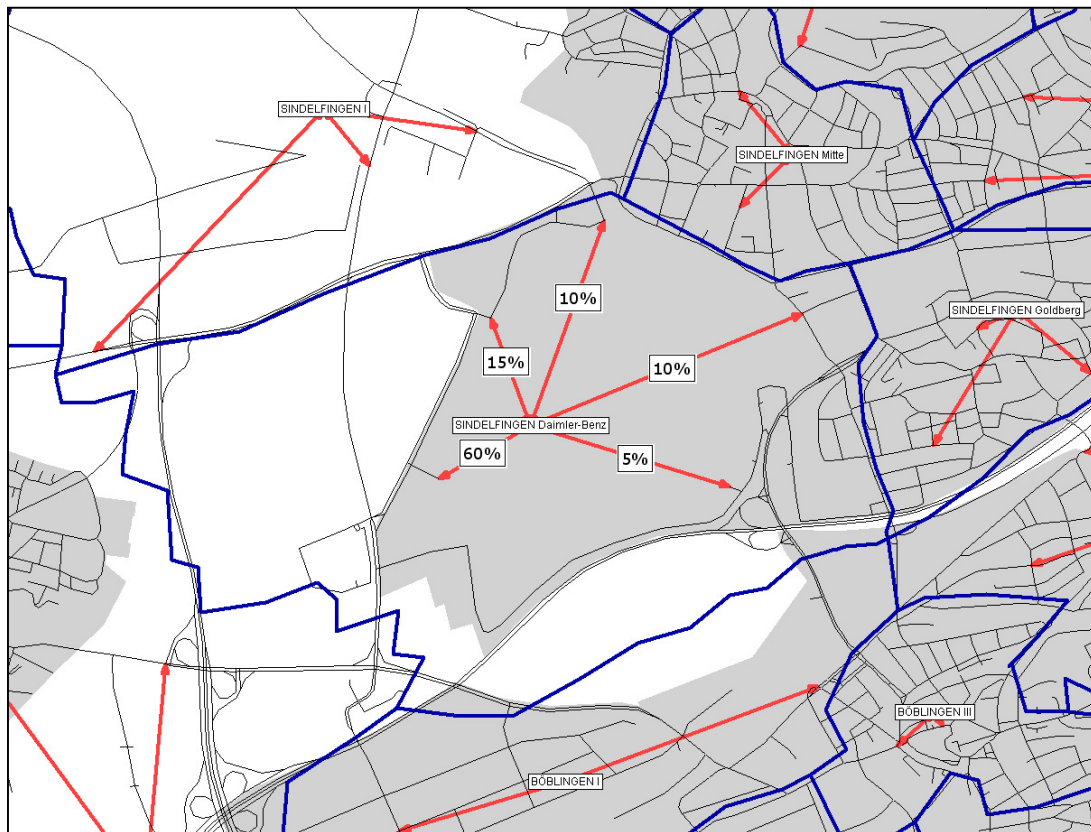 SINDELFINGEN I
SINDELFINGEN Mitte
10%
SINDELFINGEN Goldberg
15%
10%
SINDELFINGEN Daimler-Benz
60%
5%
BÖBLINGEN III
BÖBLINGEN I